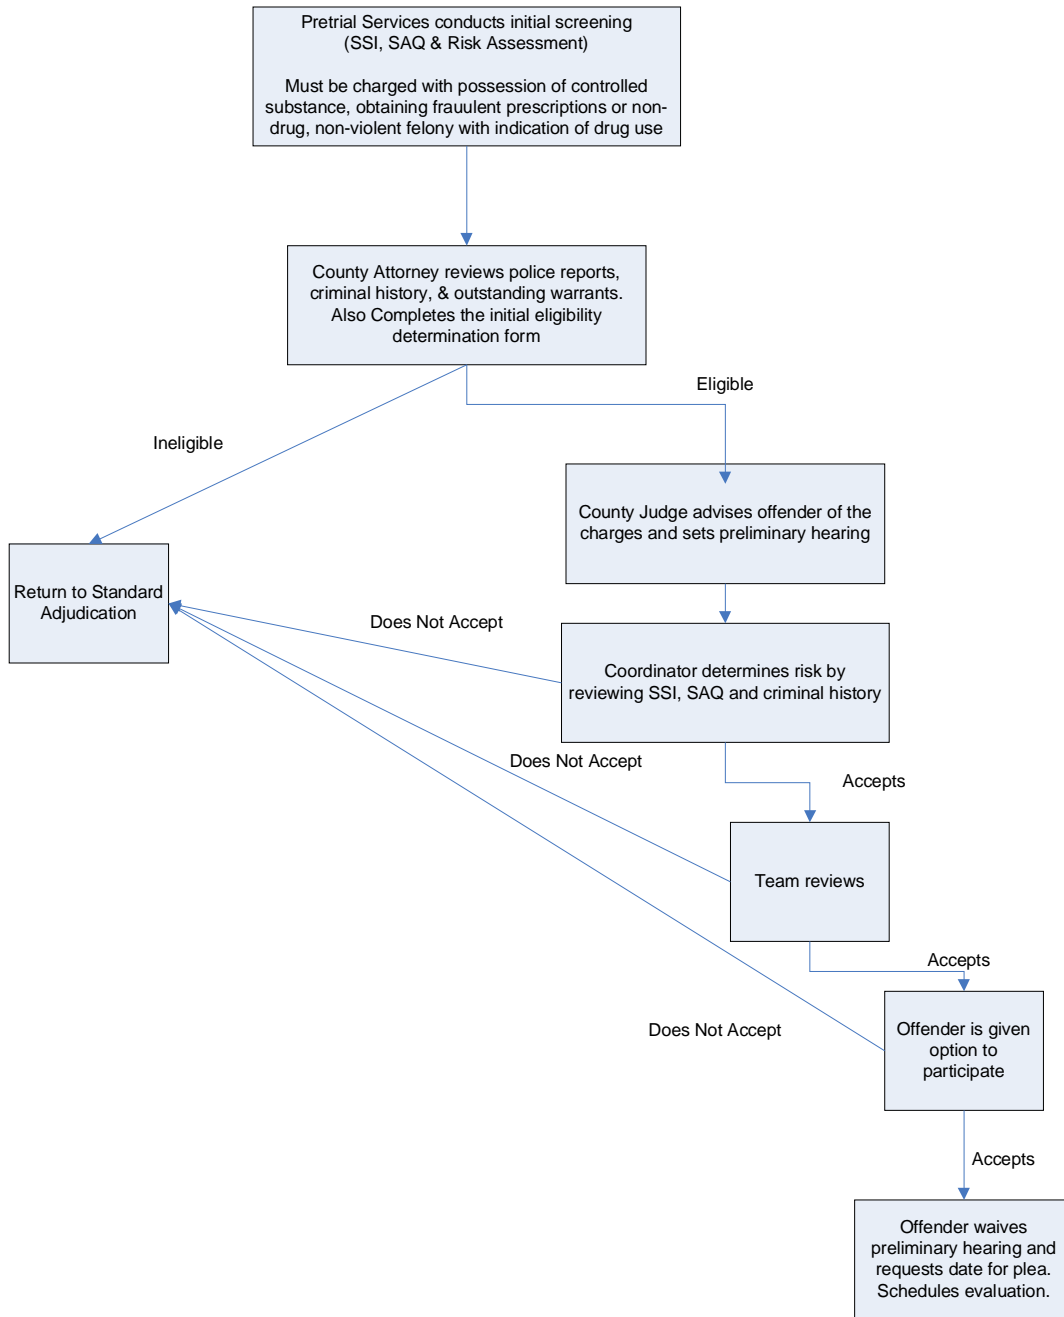 Pretrial Services conducts initial screening
(SSI, SAQ & Risk Assessment)
Must be charged with possession of controlled
substance, obtaining frauulent prescriptions or non-
drug, non-violent felony with indication of drug use
County Attorney reviews police reports,
criminal history, & outstanding warrants.
Also Completes the initial eligibility
determination form
Eligible
Ineligible
County Judge advises offender of the
charges and sets preliminary hearing
Return to Standard
Adjudication
Does Not Accept
Coordinator determines risk by
reviewing SSI, SAQ and criminal history
Does Not Accept
Accepts
Team reviews
Accepts
Does Not Accept
Offender is given
option to
participate
Accepts
Offender waives
preliminary hearing and
requests date for plea.
Schedules evaluation.